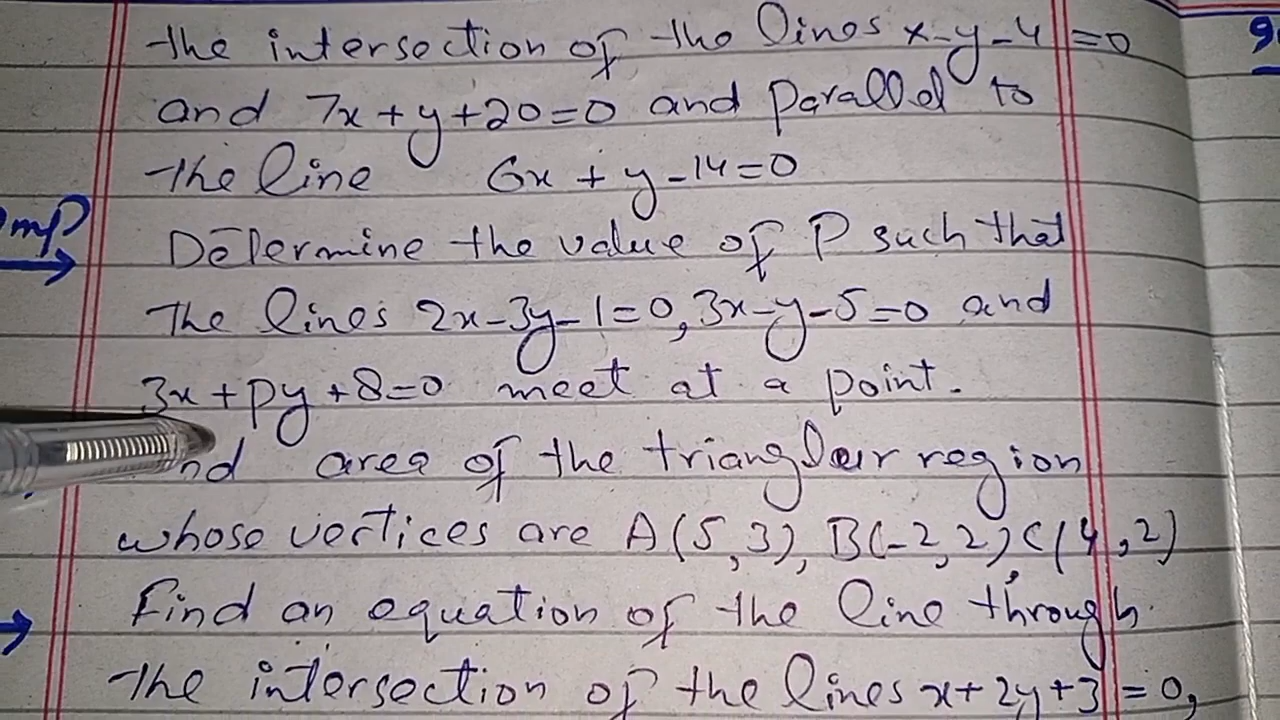 the intersection of the lines x-y-4=0
and 7x+y+20=0 and parallel to
the line 6x+y-14=0
Imp
Determine the value of P such that
The lines 2x-3y-1=0, 3x-y-5=0 and
3x+py+8=0 meet at a point.
nd area of the trianglular region
whose vertices are A(5,3), B(-2,2), C(4,2)
Find an equation of the line through
The intersection of the lines x+2y+3=0,